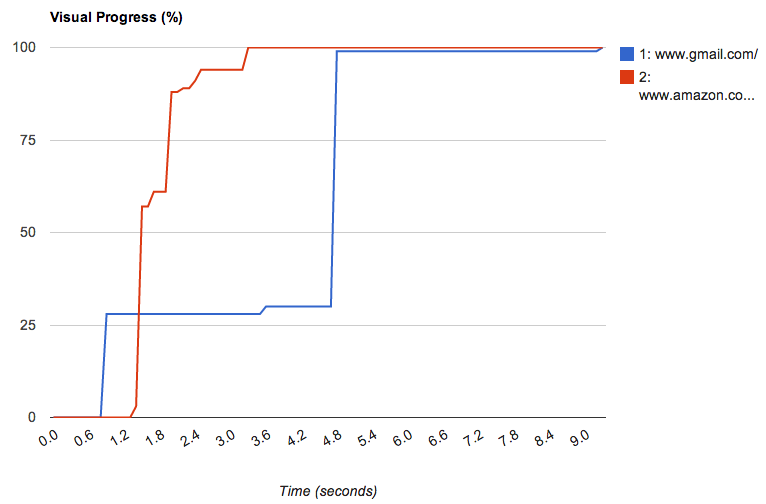 Visual Progress (%)
100
75
50
25
0
0.0 0.6 1.2 1.8 2.4 3.0 3.6 4.2 4.8 5.4 6.0 6.6 7.2 7.8 8.4 9.0
Time (seconds)
1: www.gmail.com/
2:
www.amazon.co...